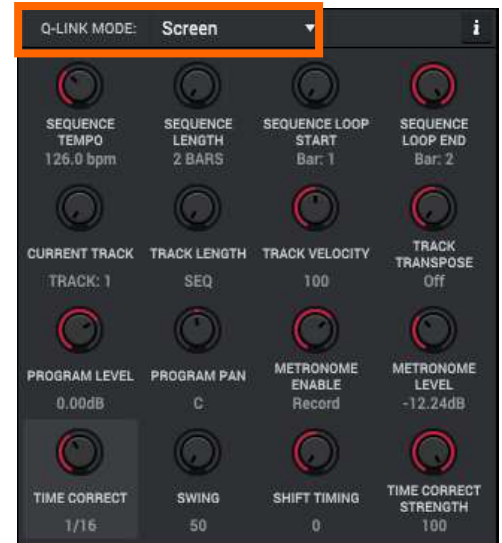 Q-LINK MODE: Screen
i
SEQUENCE TEMPO
126.0 bpm
SEQUENCE LENGTH
2 BARS
SEQUENCE LOOP START
Bar: 1
SEQUENCE LOOP END
Bar: 2
CURRENT TRACK
TRACK: 1
TRACK LENGTH
SEQ
TRACK VELOCITY
100
TRACK TRANSPOSE
Off
PROGRAM LEVEL
0.00dB
PROGRAM PAN
C
METRONOME ENABLE
Record
METRONOME LEVEL
-12.24dB
TIME CORRECT
1/16
SWING
50
SHIFT TIMING
0
TIME CORRECT STRENGTH
100